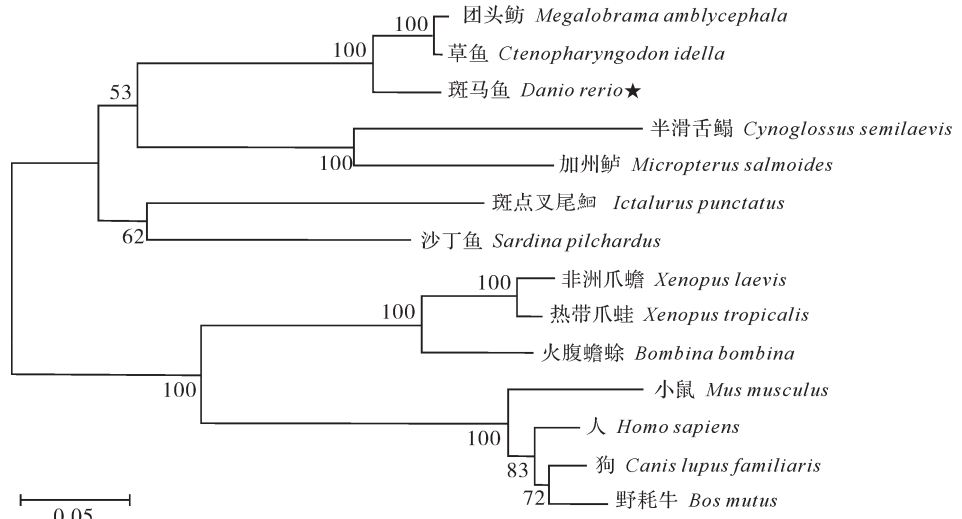 100 团头鲂 Megalobrama amblycephala
100 草鱼 Ctenopharyngodon idella
53 斑马鱼 Danio rerio★
半滑舌鳎 Cynoglossus semilaevis
100 加州鲈 Micropterus salmoides
斑点叉尾鮰 Ictalurus punctatus
62 沙丁鱼 Sardina pilchardus
100 非洲爪蟾 Xenopus laevis
100 热带爪蛙 Xenopus tropicalis
火腹蟾蜍 Bombina bombina
100 小鼠 Mus musculus
100 人 Homo sapiens
83 狗 Canis lupus familiaris
72 野耗牛 Bos mutus
0.05